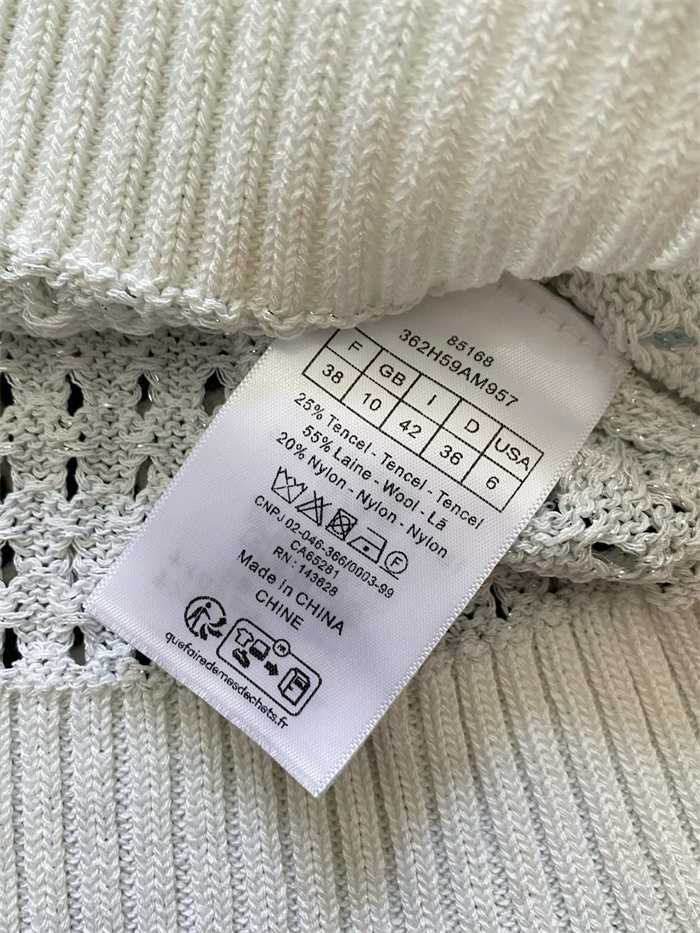 85168
362H59AM957
F GB I D USA
38 10 42 36 6
25% Tencel - Tencel - Tencel
55% Laine - Wool - Lã
20% Nylon - Nylon - Nylon
F
CNPJ 02-046-366/0003-99
CA65281
RN : 143628
Made in CHINA
CHINE
FR
quefairedemesdechets.fr